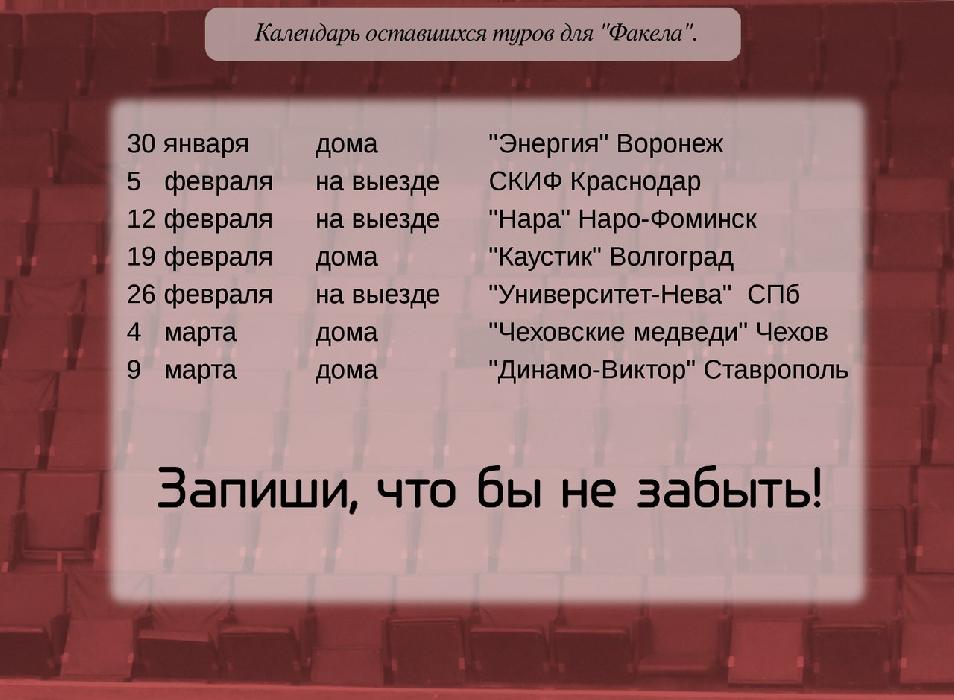 Календарь оставшихся туров для "Факела".
30 января дома "Энергия" Воронеж
5 февраля на выезде СКИФ Краснодар
12 февраля на выезде "Нара" Наро-Фоминск
19 февраля дома "Каустик" Волгоград
26 февраля на выезде "Университет-Нева" СПб
4 марта дома "Чеховские медведи" Чехов
9 марта дома "Динамо-Виктор" Ставрополь
Запиши, что бы не забыть!